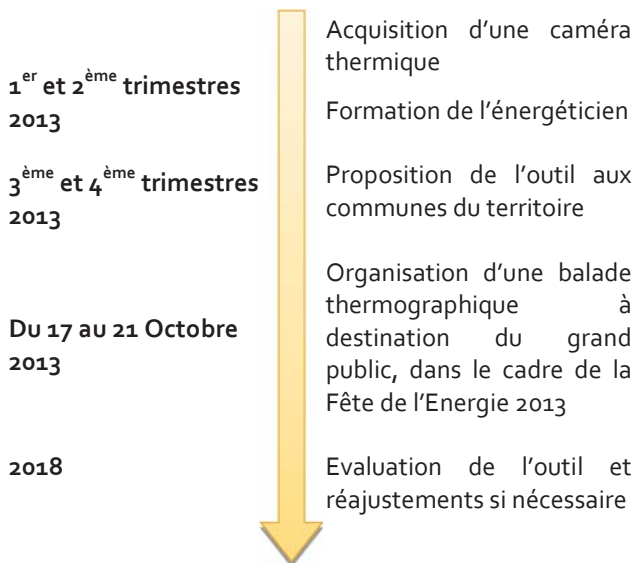 1er et 2ème trimestres
2013
Acquisition d'une caméra
thermique
Formation de l'énergéticien
3ème et 4ème trimestres
2013
Proposition de l'outil aux
communes du territoire
Du 17 au 21 Octobre
2013
Organisation d'une balade
thermographique à
destination du grand
public, dans le cadre de la
Fête de l'Energie 2013
2018
Evaluation de l'outil et
réajustements si nécessaire